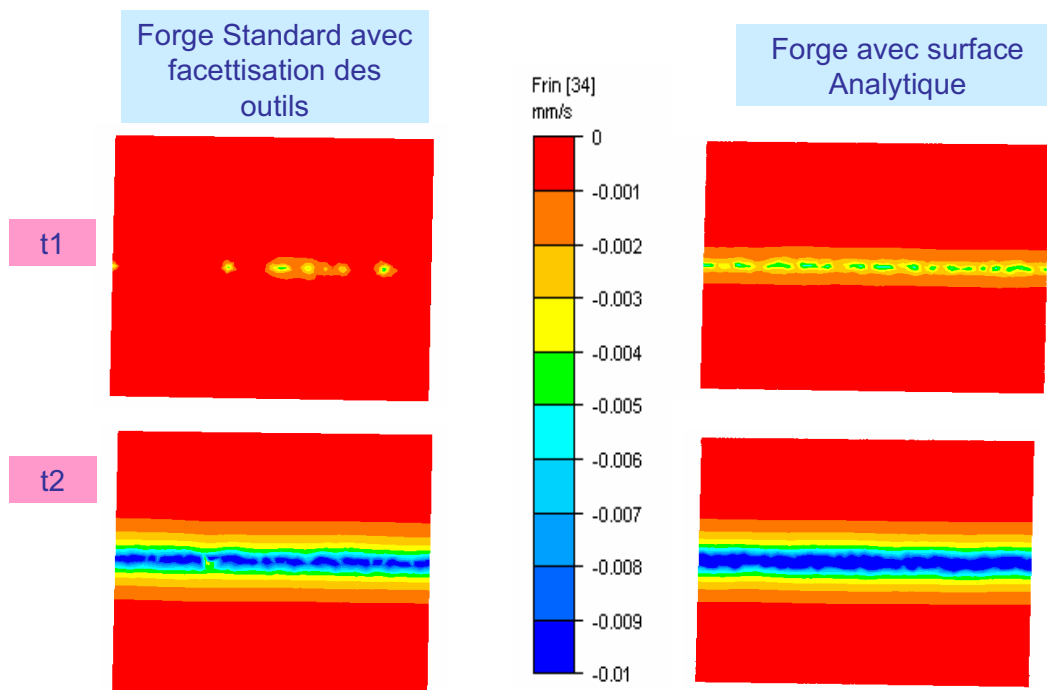 Forge Standard avec
facettisation des
outils
Forge avec surface
Analytique
Frin [34]
mm/s
0
-0.001
-0.002
-0.003
-0.004
-0.005
-0.006
-0.007
-0.008
-0.009
-0.01
t1
t2